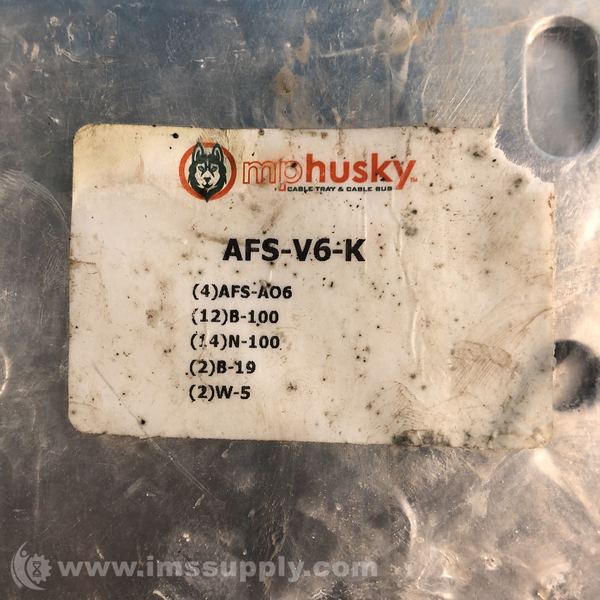 mphusky™
CABLE TRAY & CABLE BUS
AFS-V6-K
(4)AFS-AO6
(12)B-100
(14)N-100
(2)B-19
(2)W-5
www.imssupply.com